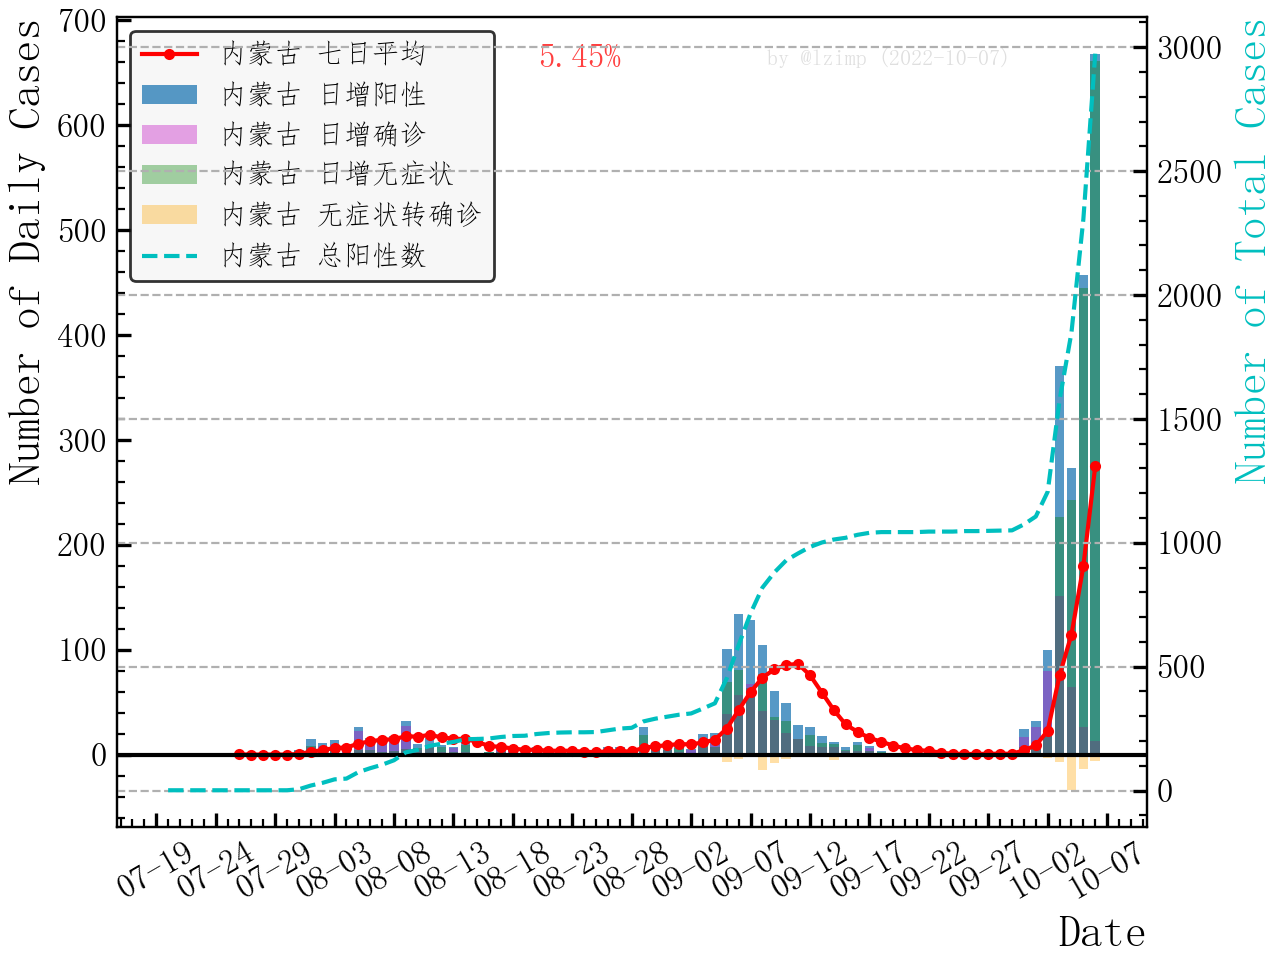 Number of Daily Cases
700
600
500
400
300
200
100
0
内蒙古 七日平均
内蒙古 日增阳性
内蒙古 日增确诊
内蒙古 日增无症状
内蒙古 无症状转确诊
内蒙古 总阳性数
5.45%
by @lzimp (2022-10-07)
3000
2500
2000
1500
1000
500
0
Number of Total Cases
07-19 07-24 07-29 08-03 08-08 08-13 08-18 08-23 08-28 09-02 09-07 09-12 09-17 09-22 09-27 10-02 10-07
Date